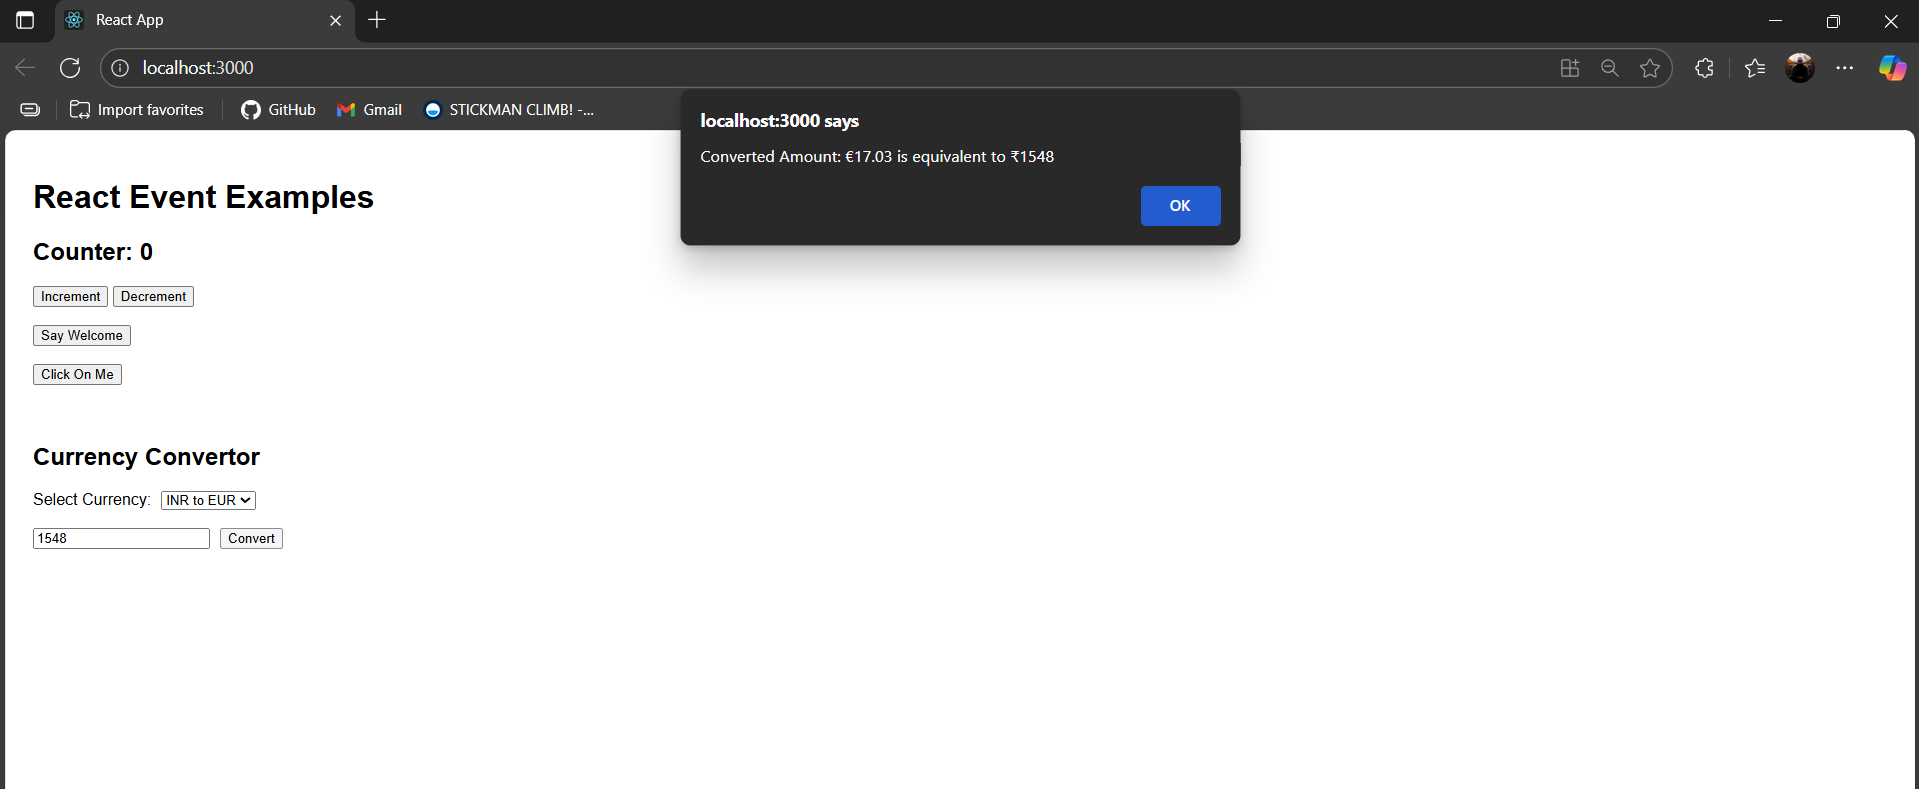 React App
localhost:3000
Import favorites
GitHub
Gmail
STICKMAN CLIMB! -...
localhost:3000 says
Converted Amount: €17.03 is equivalent to ₹1548
OK
React Event Examples
Counter: 0
Increment Decrement
Say Welcome
Click On Me
Currency Convertor
Select Currency: INR to EUR
1548 Convert